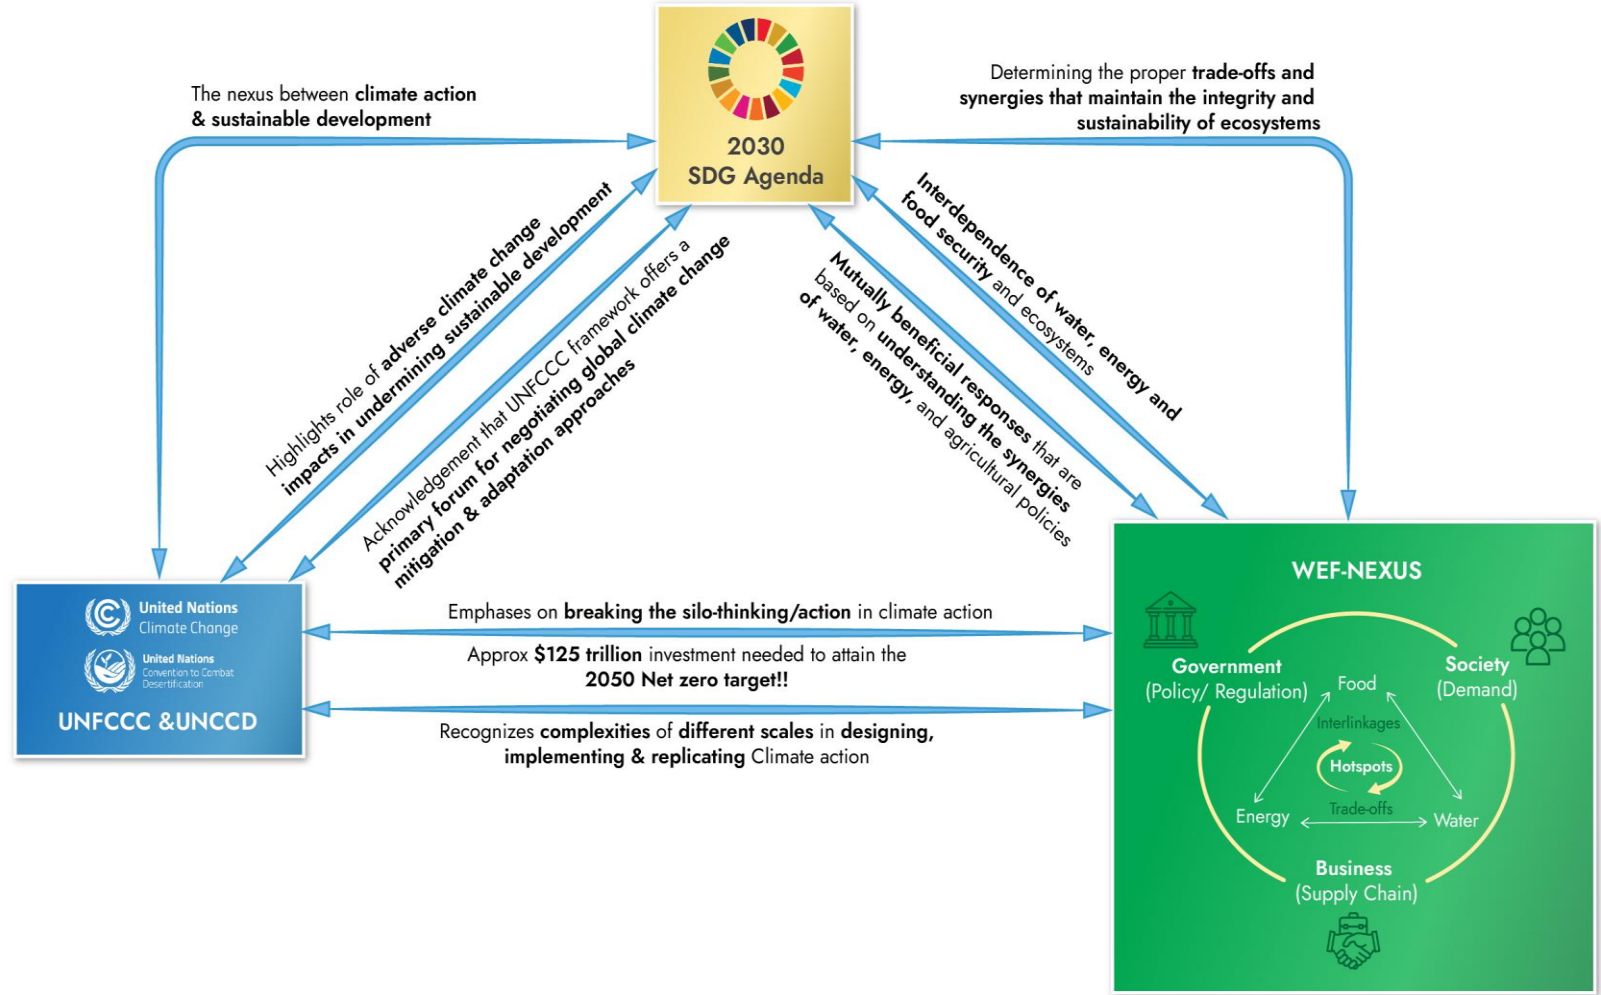 The nexus between climate action
& sustainable development
2030
SDG Agenda
Determining the proper trade-offs and
synergies that maintain the integrity and
sustainability of ecosystems
Highlights role of adverse climate change
impacts in undermining sustainable development
Acknowledgement that UNFCCC framework offers a
primary forum for negotiating global climate change
mitigation & adaptation approaches
Interdependence of water, energy and
food security and ecosystems
Mutually beneficial responses that are
based on understanding the synergies
of water, energy, and agricultural policies
United Nations
Climate Change
United Nations
Convention to Combat
Desertification
UNFCCC &UNCCD
Emphases on breaking the silo-thinking/action in climate action
Approx $125 trillion investment needed to attain the
2050 Net zero target!!
Recognizes complexities of different scales in designing,
implementing & replicating Climate action
WEF-NEXUS
Government
(Policy/ Regulation)
Society
(Demand)
Food
Interlinkages
Hotspots
Trade-offs
Energy
Water
Business
(Supply Chain)